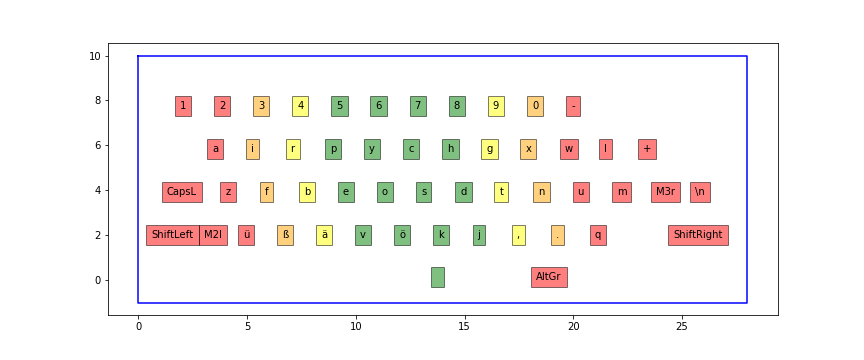 10
8
6
4
2
0
1 2 3 4 5 6 7 8 9 0 -
a i r p y c h g x w l +
CapsL z f b e o s d t n u m M3r \n
ShiftLeft M2l ü ß ä v ö k j , . q ShiftRight
AltGr
0 5 10 15 20 25